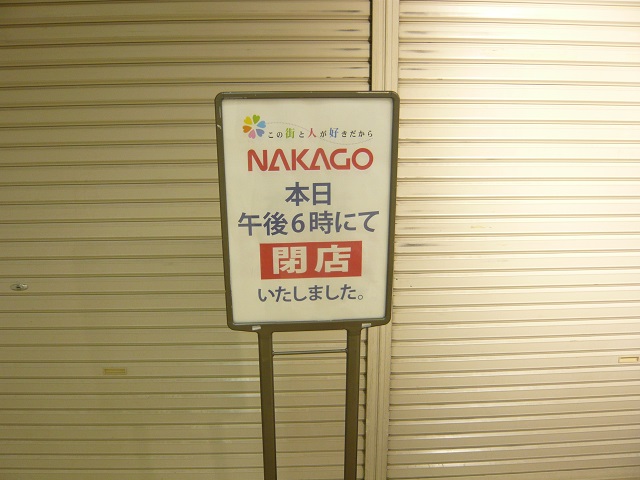 この街と人が好きだから
NAKAGO
本日
午後6時にて
閉店
いたしました。